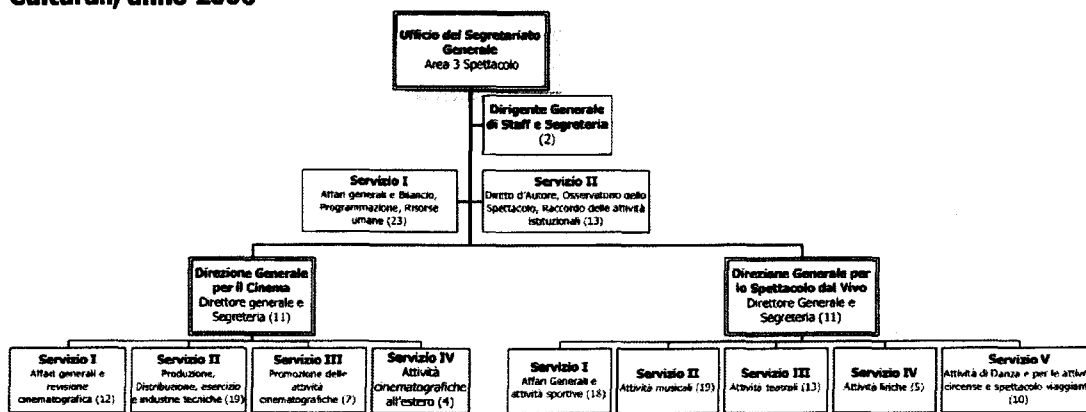 Culturali, anno 2006
Ufficio del Segretariato
Generale
Area 3 Spettacolo
Dirigente Generale
di Staff e Segreteria
(2)
Servizio I
Affari generali e Bilancio,
Programmazione, Risorse
umane (23)
Servizio II
Diritto d'Autore, Osservatorio dello
Spettacolo, Raccordo delle attività
istituzionali (13)
Direzione Generale
per il Cinema
Direttore generale e
Segreteria (11)
Direzione Generale per
lo Spettacolo dal Vivo
Direttore Generale e
Segreteria (11)
Servizio I
Affari generali e
revisione
cinematografica (12)
Servizio II
Produzione,
Distribuzione, esercizio
e industrie tecniche (19)
Servizio III
Promozione delle
attività
cinematografiche (7)
Servizio IV
Attività
cinematografiche
all'estero (4)
Servizio I
Affari Generali e
attività sportive (18)
Servizio II
Attività musicali (19)
Servizio III
Attività teatrali (13)
Servizio IV
Attività liriche (5)
Servizio V
Attività di Danza e per le attività
circense e spettacolo viaggiante
(10)